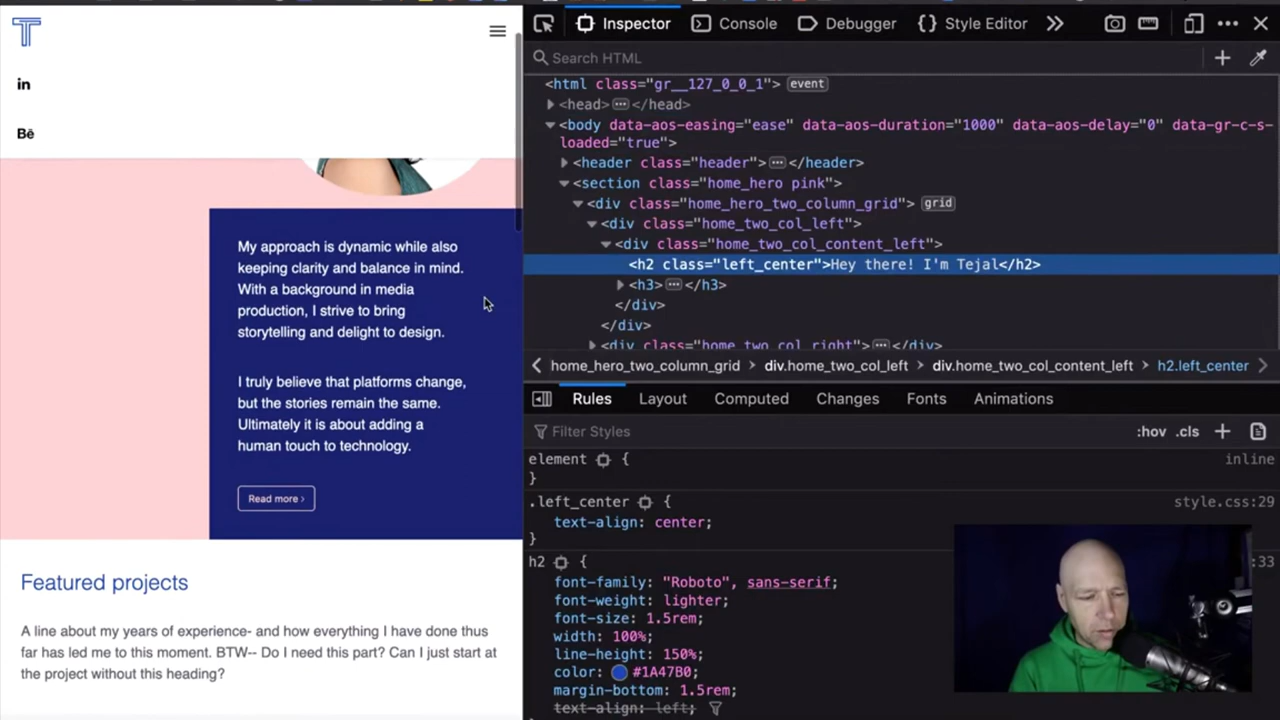 T
in
Bē
My approach is dynamic while also
keeping clarity and balance in mind.
With a background in media
production, I strive to bring
storytelling and delight to design.
I truly believe that platforms change,
but the stories remain the same.
Ultimately it is about adding a
human touch to technology.
Read more ›
Featured projects
A line about my years of experience- and how everything I have done thus
far has led me to this moment. BTW-- Do I need this part? Can I just start at
the project without this heading?
Inspector Console Debugger {} Style Editor
Search HTML
<html class="gr__127_0_0_1"> event
<head> </head>
<body data-aos-easing="ease" data-aos-duration="1000" data-aos-delay="0" data-gr-c-s-
loaded="true">
<header class="header"> </header>
<section class="home_hero pink">
<div class="home_hero_two_column_grid"> grid
<div class="home_two_col_left">
<div class="home_two_col_content_left">
<h2 class="left_center">Hey there! I'm Tejal</h2>
<h3> </h3>
</div>
</div>
<div class="home_two_col_right"> </div>
home_hero_two_column_grid > div.home_two_col_left > div.home_two_col_content_left > h2.left_center
Rules Layout Computed Changes Fonts Animations
Filter Styles :hov .cls +
element { inline
}
.left_center { style.css:29
text-align: center;
}
h2 { :33
font-family: "Roboto", sans-serif;
font-weight: lighter;
font-size: 1.5rem;
width: 100%;
line-height: 150%;
color: #1A47B0;
margin-bottom: 1.5rem;
text-align: left;